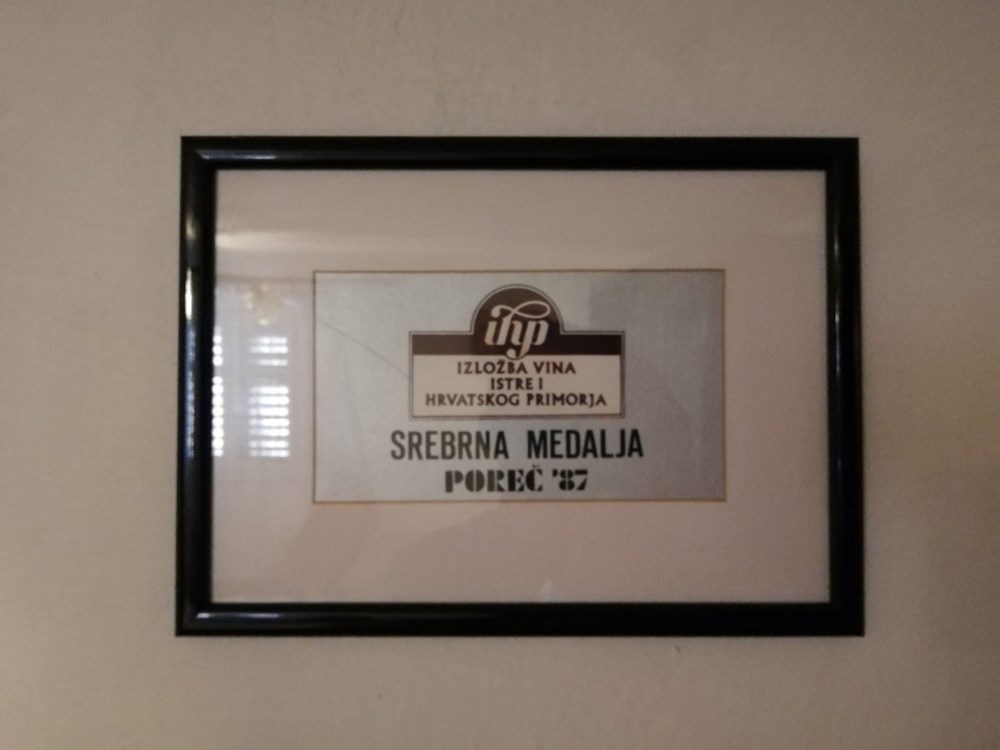 ihp
IZLOŽBA VINA
ISTRE I
HRVATSKOG PRIMORJA
SREBRNA MEDALJA
POREČ '87